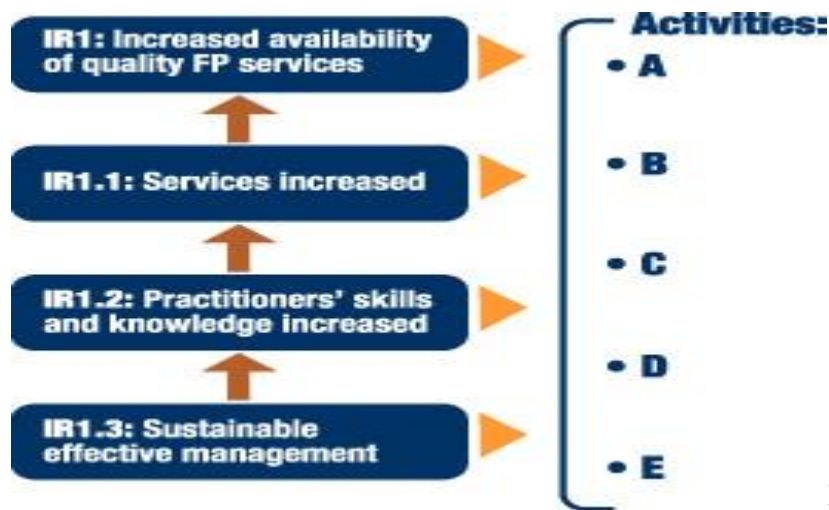 IR1: Increased availability
of quality FP services
IR1.1: Services increased
IR1.2: Practitioners' skills
and knowledge increased
IR1.3: Sustainable
effective management
Activities:
• A
• B
• C
• D
• E